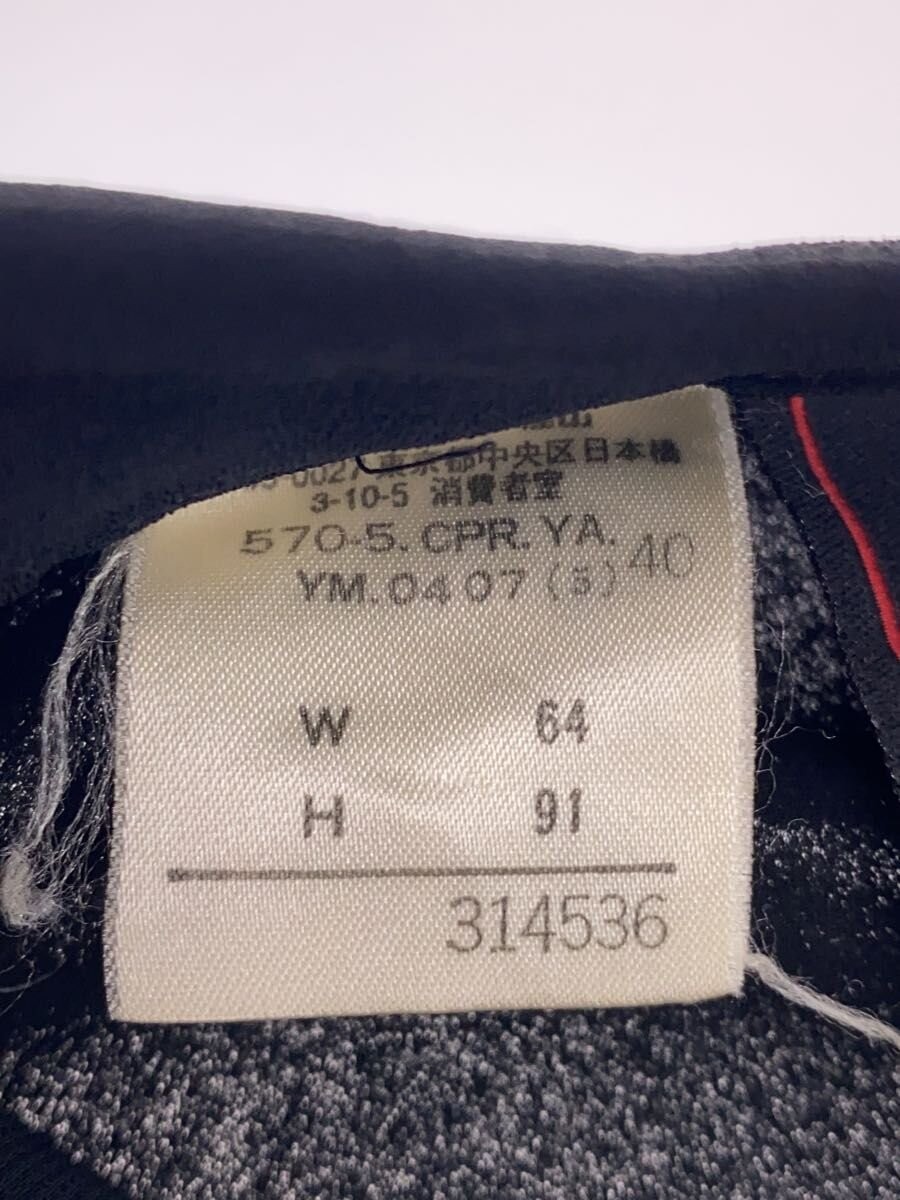 0027 東京都中央区日本橋
3-10-5 消費者室
570-5.CPR.YA.
YM.0407 (5) 40
W 64
H 91
314536